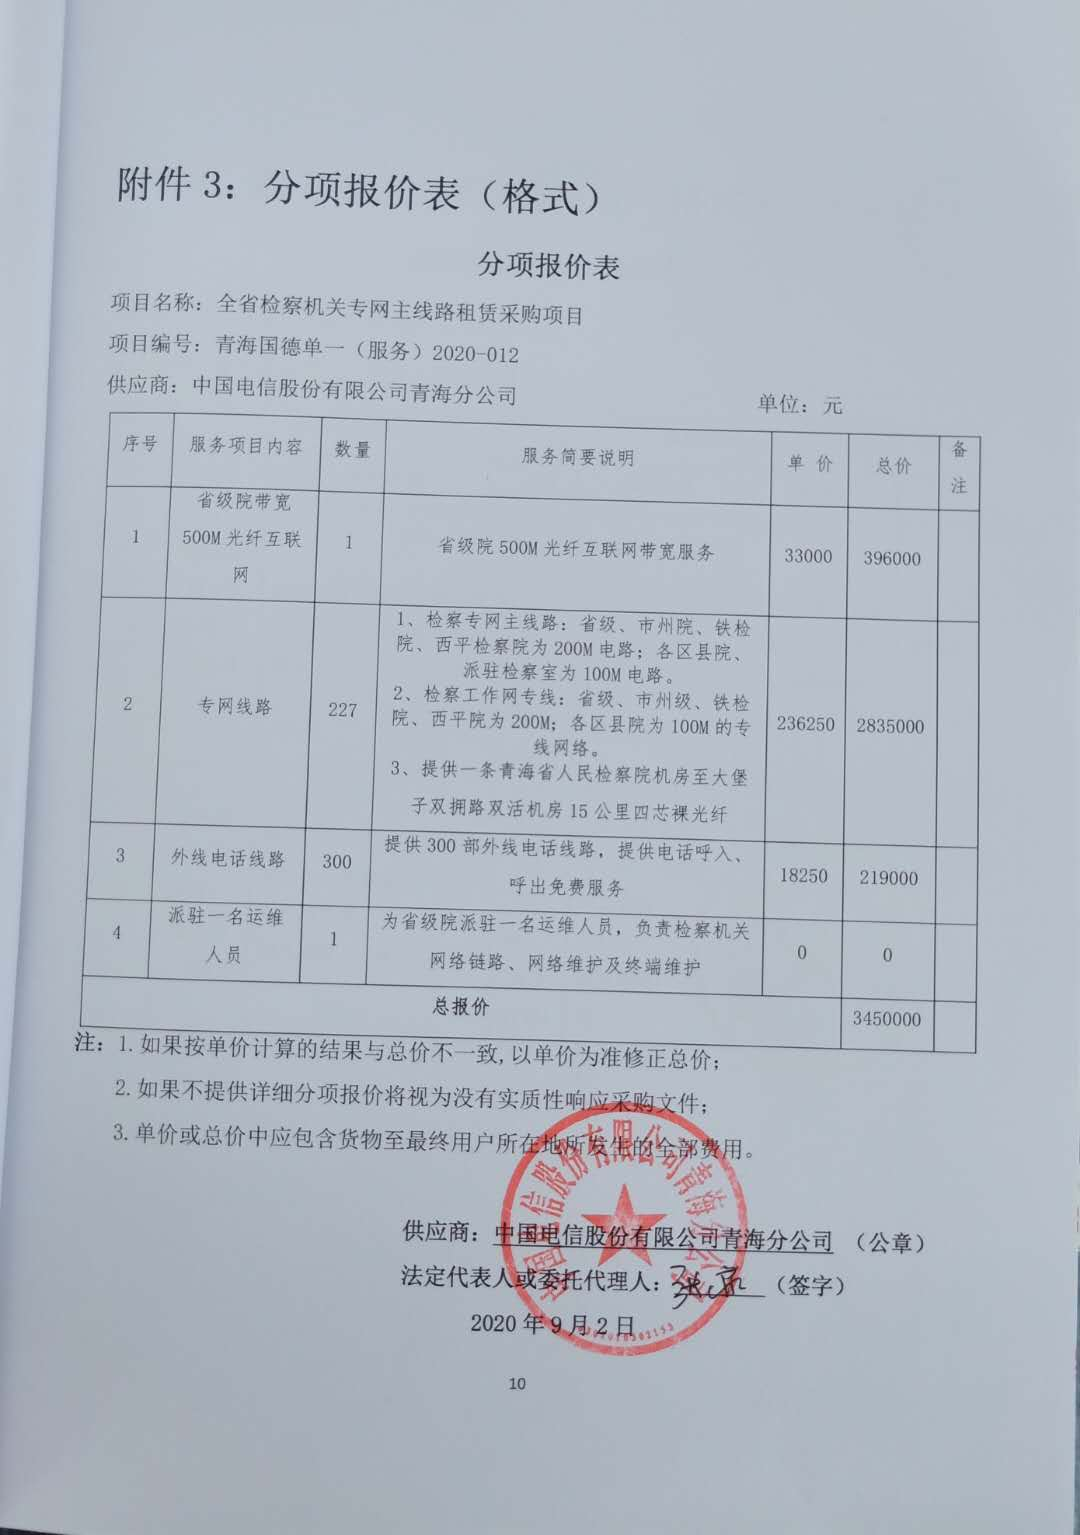 附件 3：分项报价表（格式）
分项报价表
项目名称：全省检察机关专网主线路租赁采购项目
项目编号：青海国德单一（服务）2020-012
供应商：中国电信股份有限公司青海分公司
单位：元
序号 服务项目内容 数量 服务简要说明 单 价 总价 备注
1 省级院带宽 500M 光纤互联网 1 省级院 500M 光纤互联网带宽服务 33000 396000
2 专网线路 227
1、检察专网主线路：省级、市州院、铁检
院、西平检察院为 200M 电路；各区县院、
派驻检察室为 100M 电路。
2、检察工作网专线：省级、市州级、铁检
院、西平院为 200M；各区县院为 100M 的专
线网络。
3、提供一条青海省人民检察院机房至大堡
子双拥路双活机房 15 公里四芯裸光纤
236250 2835000
3 外线电话线路 300
提供 300 部外线电话线路，提供电话呼入、
呼出免费服务
18250 219000
4 派驻一名运维人员 1
为省级院派驻一名运维人员，负责检察机关
网络链路、网络维护及终端维护
0 0
总报价 3450000
注：1.如果按单价计算的结果与总价不一致,以单价为准修正总价；
2.如果不提供详细分项报价将视为没有实质性响应采购文件；
3.单价或总价中应包含货物至最终用户所在地所发生的全部费用。
供应商：中国电信股份有限公司青海分公司 （公章）
法定代表人或委托代理人： （签字）
2020 年 9 月 2 日
中国电信股份有限公司青海分公司
10